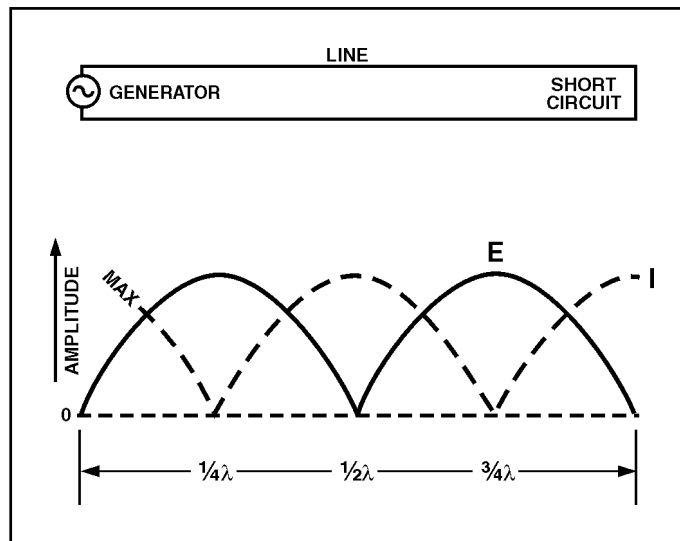 LINE
GENERATOR
SHORT
CIRCUIT
E
MAX
I
AMPLITUDE
0
¼λ
½λ
¾λ